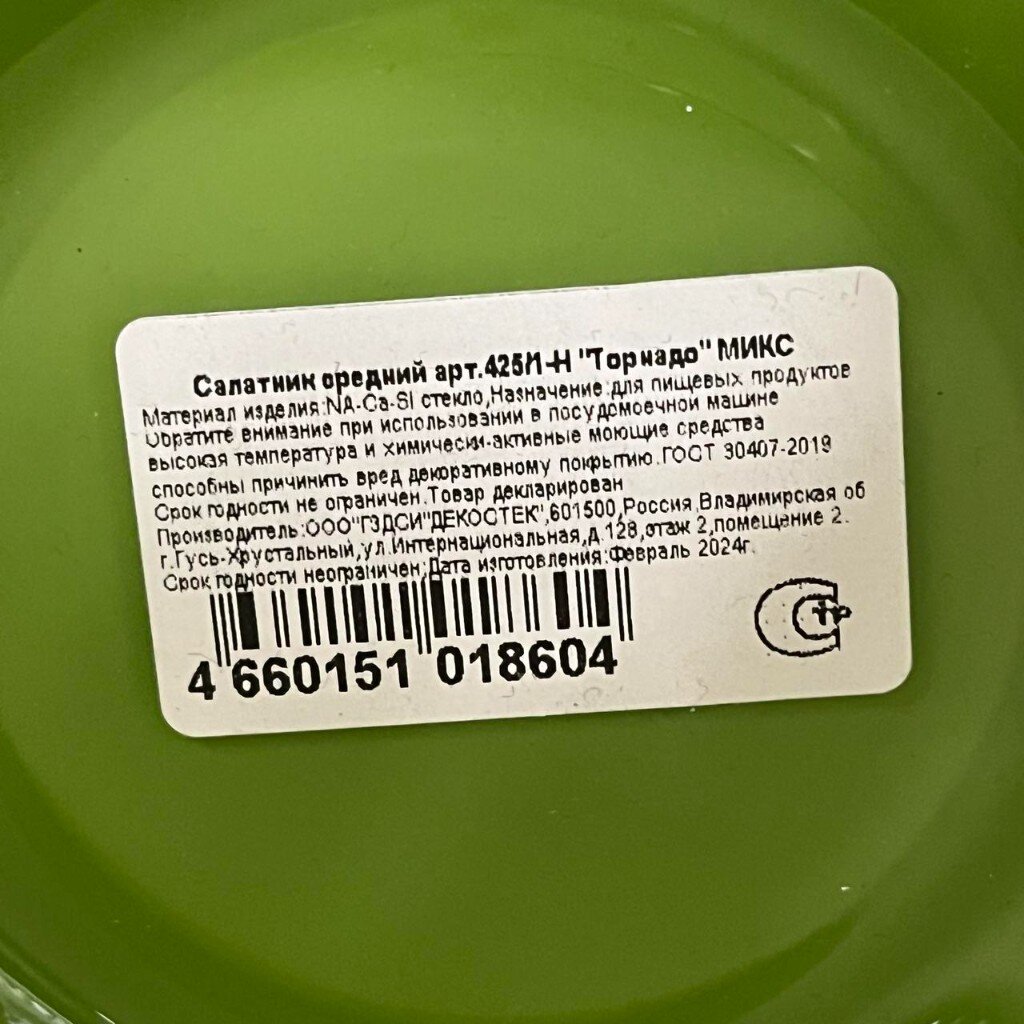 Салатник средний арт.425И-Н "Торнадо" МИКС
Материал изделия:NA-Ca-SI стекло,Назначение:для пищевых продуктов
Обратите внимание при использовании в посудомоечной машине
высокая температура и химически-активные моющие средства
способны причинить вред декоративному покрытию.ГОСТ 30407-2019
Срок годности не ограничен.Товар декларирован
Производитель:ООО"ГЗДСИ"ДЕКОСТЕК",601500,Россия,Владимирская об
г.Гусь-Хрустальный,ул.Интернациональная,д.128,этаж 2,помещение 2.
Срок годности неограничен;Дата изготовления:февраль 2024г.
4 660151 018604